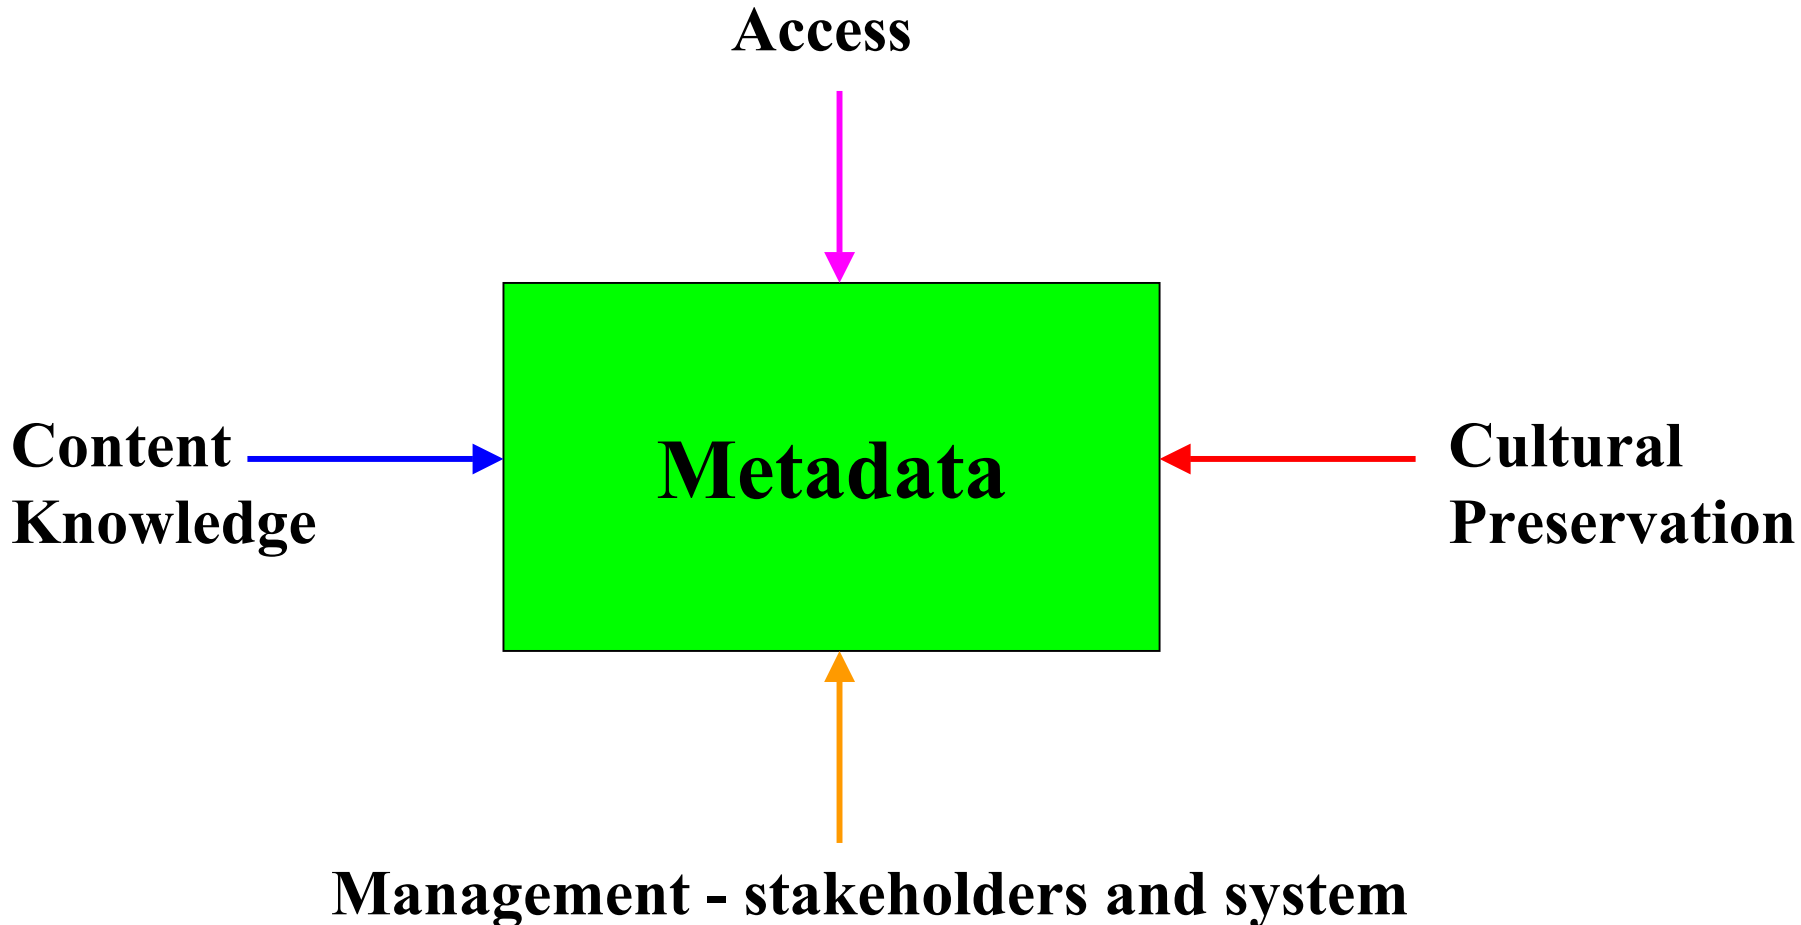 Access
Content
Knowledge
Metadata
Cultural
Preservation
Management - stakeholders and system